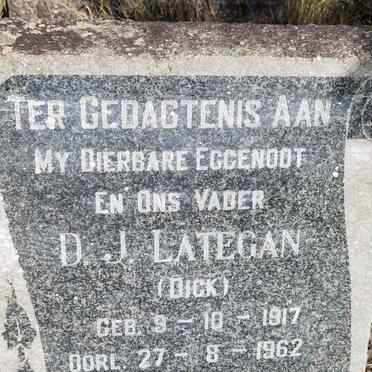 TER GEDAGTENIS AAN
MY DIERBARE EGGENOOT
EN ONS VADER
D. J. LATEGAN
(DICK)
GEB. 9 - 10 - 1917
OORL. 27 - 8 - 1962